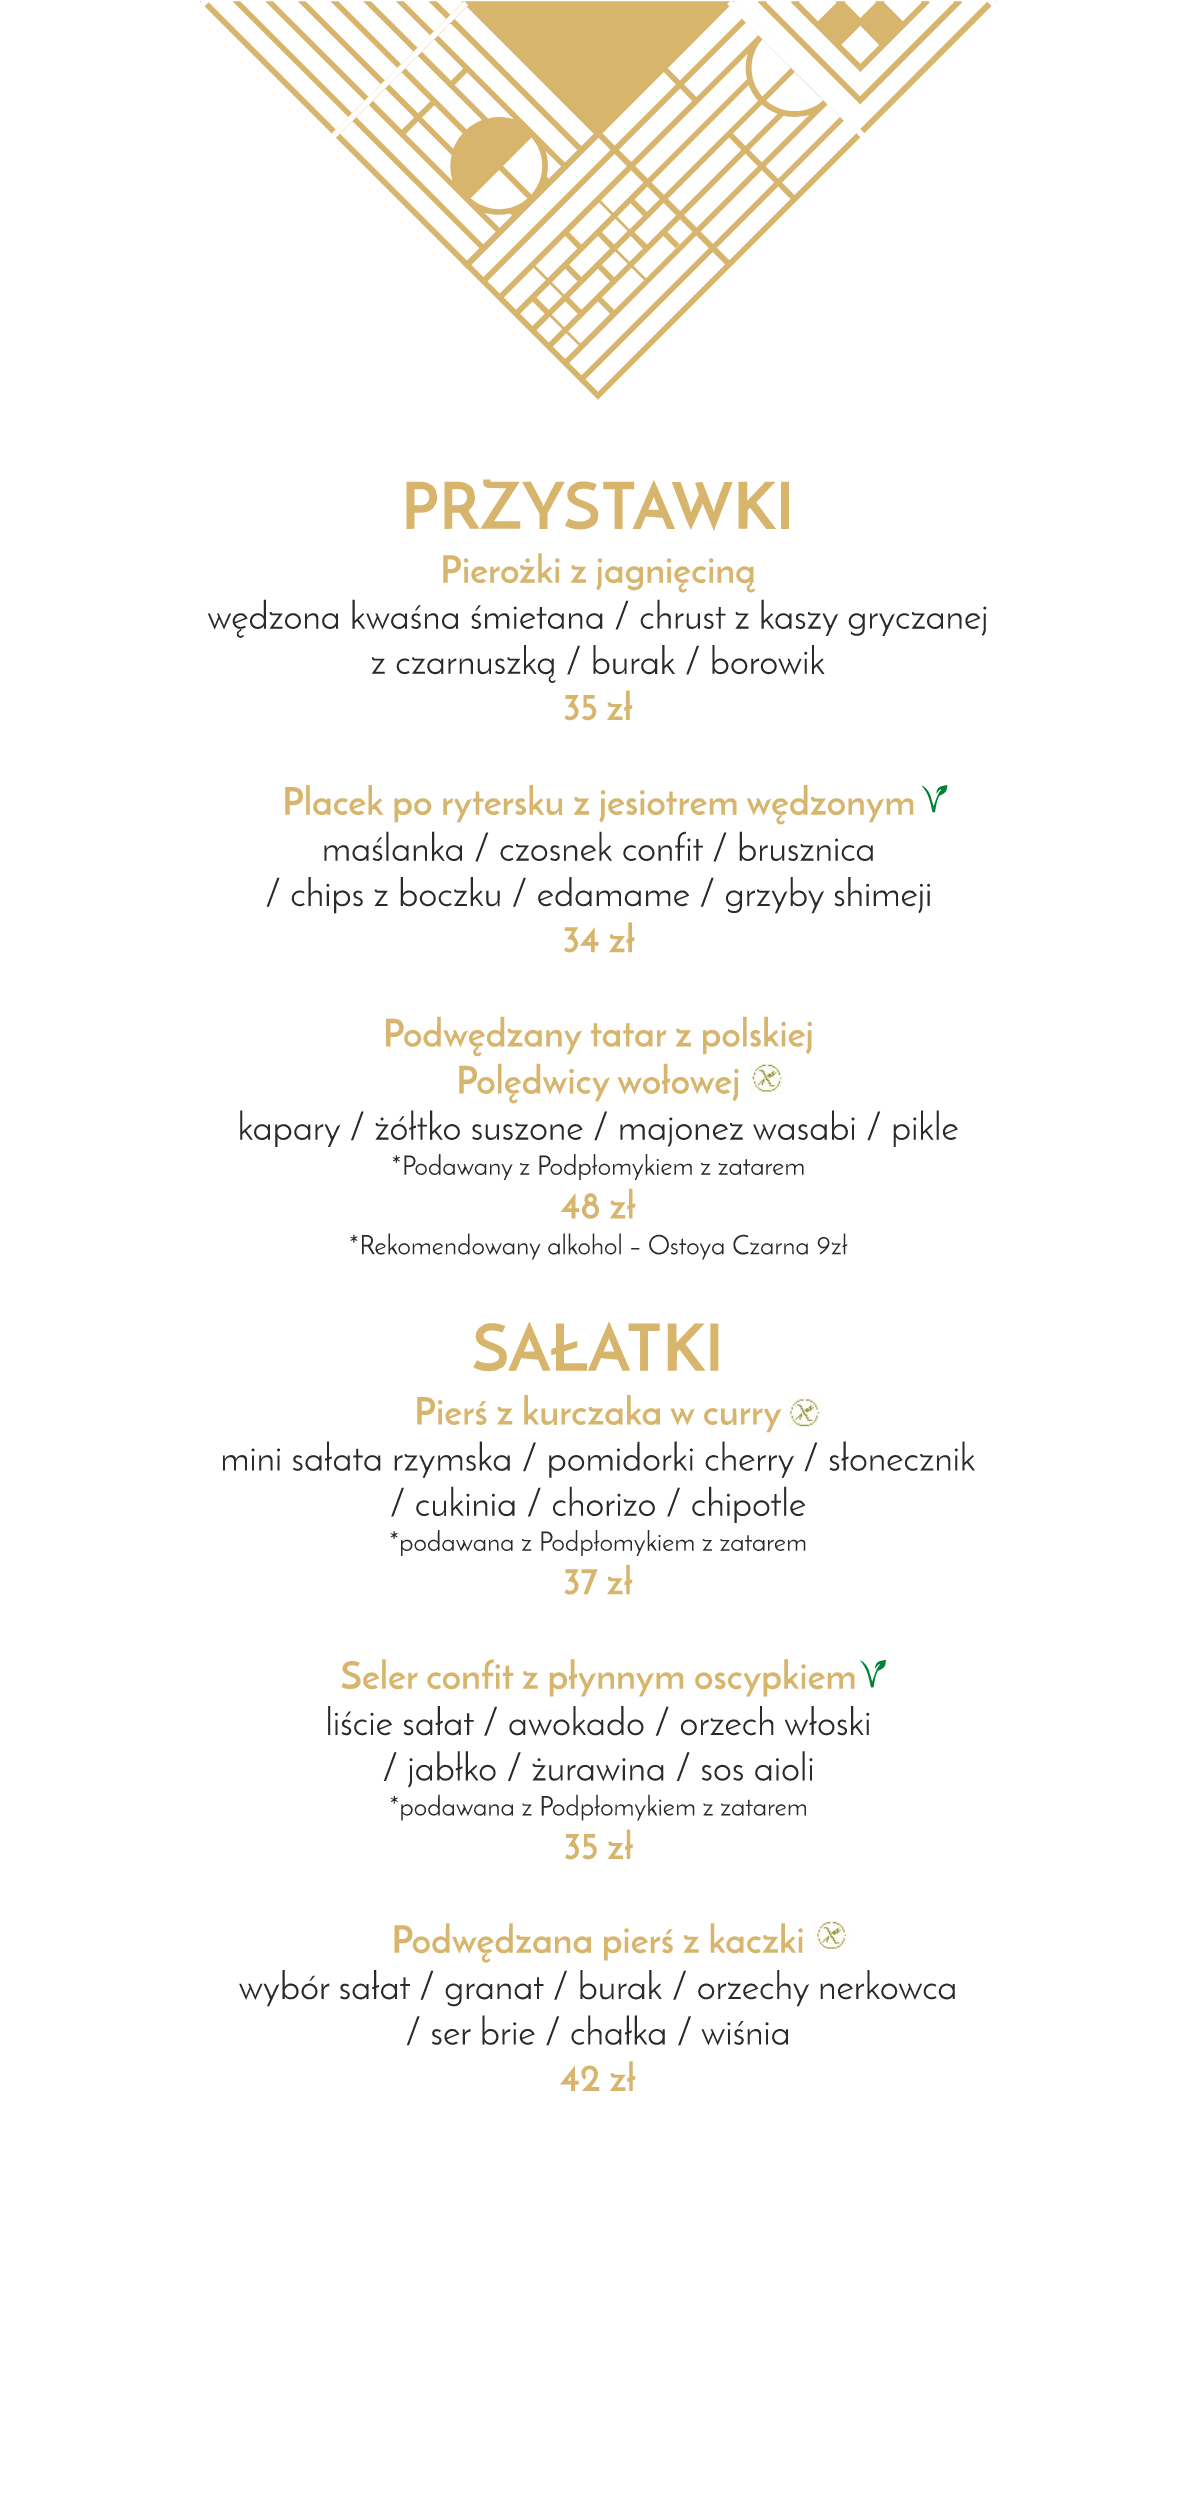 PRZYSTAWKI
Pierożki z jagnięciną
wędzona kwaśna śmietana / chrust z kaszy gryczanej
z czarnuszką / burak / borowik
35 zł
Placek po rytersku z jesiotrem wędzonym
maślanka / czosnek confit / brusznica
/ chips z boczku / edamame / grzyby shimeji
34 zł
Podwędzany tatar z polskiej
Polędwicy wołowej
kapary / żółtko suszone / majonez wasabi / pikle
*Podawany z Podpłomykiem z zatarem
48 zł
*Rekomendowany alkohol – Ostoya Czarna 9zł
SAŁATKI
Pierś z kurczaka w curry
mini sałata rzymska / pomidorki cherry / słonecznik
/ cukinia / chorizo / chipotle
*podawana z Podpłomykiem z zatarem
37 zł
Seler confit z płynnym oscypkiem
liście sałat / awokado / orzech włoski
/ jabłko / żurawina / sos aioli
*podawana z Podpłomykiem z zatarem
35 zł
Podwędzana pierś z kaczki
wybór sałat / granat / burak / orzechy nerkowca
/ ser brie / chałka / wiśnia
42 zł